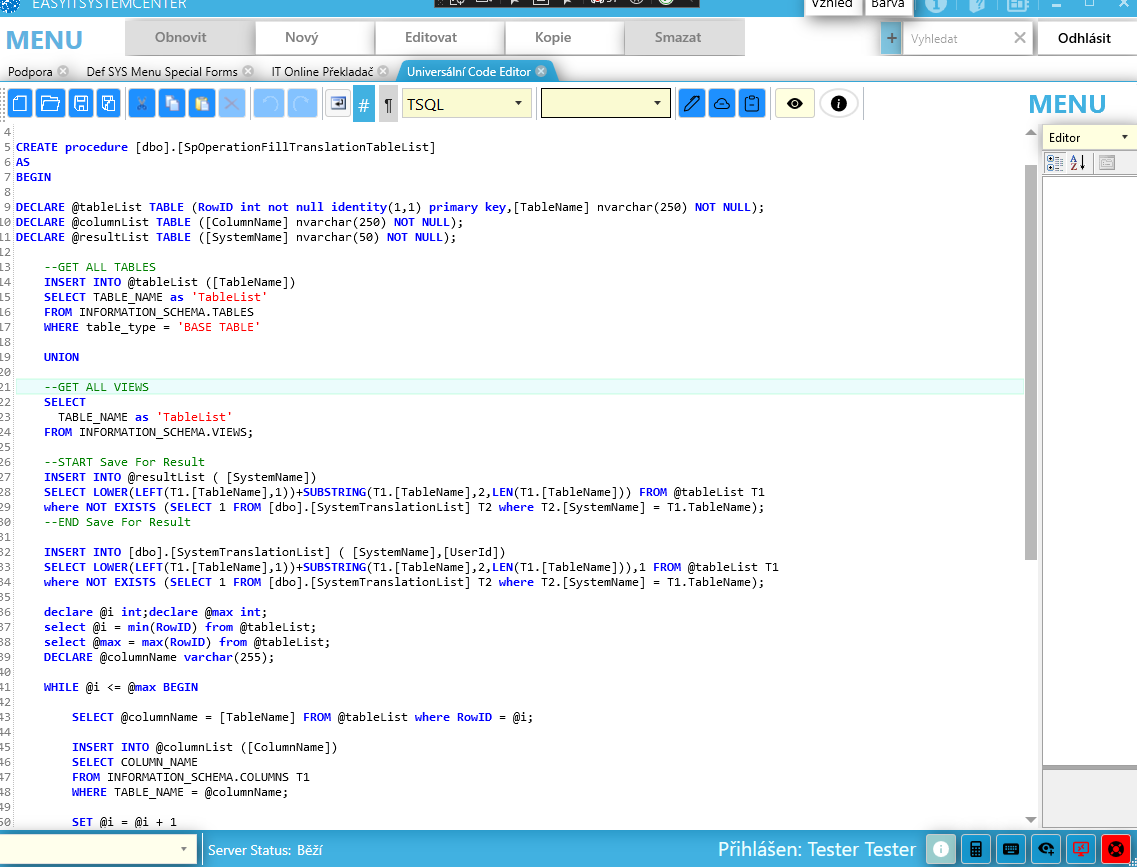 EASYITSYSTEMCENTER
Vzhled Barva
MENU Obnovit Nový Editovat Kopie Smazat + Vyhledat Odhlásit
Podpora Def SYS Menu Special Forms IT Online Překladač Universální Code Editor
# ¶ TSQL MENU
Editor
4
5 CREATE procedure [dbo].[SpOperationFillTranslationTableList]
6 AS
7 BEGIN
8
9 DECLARE @tableList TABLE (RowID int not null identity(1,1) primary key,[TableName] nvarchar(250) NOT NULL);
10 DECLARE @columnList TABLE ([ColumnName] nvarchar(250) NOT NULL);
11 DECLARE @resultList TABLE ([SystemName] nvarchar(50) NOT NULL);
12
13 --GET ALL TABLES
14 INSERT INTO @tableList ([TableName])
15 SELECT TABLE_NAME as 'TableList'
16 FROM INFORMATION_SCHEMA.TABLES
17 WHERE table_type = 'BASE TABLE'
18
19 UNION
20
21 --GET ALL VIEWS
22 SELECT
23 TABLE_NAME as 'TableList'
24 FROM INFORMATION_SCHEMA.VIEWS;
25
26 --START Save For Result
27 INSERT INTO @resultList ( [SystemName])
28 SELECT LOWER(LEFT(T1.[TableName],1))+SUBSTRING(T1.[TableName],2,LEN(T1.[TableName])) FROM @tableList T1
29 where NOT EXISTS (SELECT 1 FROM [dbo].[SystemTranslationList] T2 where T2.[SystemName] = T1.TableName);
30 --END Save For Result
31
32 INSERT INTO [dbo].[SystemTranslationList] ( [SystemName],[UserId])
33 SELECT LOWER(LEFT(T1.[TableName],1))+SUBSTRING(T1.[TableName],2,LEN(T1.[TableName])),1 FROM @tableList T1
34 where NOT EXISTS (SELECT 1 FROM [dbo].[SystemTranslationList] T2 where T2.[SystemName] = T1.TableName);
35
36 declare @i int;declare @max int;
37 select @i = min(RowID) from @tableList;
38 select @max = max(RowID) from @tableList;
39 DECLARE @columnName varchar(255);
40
41 WHILE @i <= @max BEGIN
42
43 SELECT @columnName = [TableName] FROM @tableList where RowID = @i;
44
45 INSERT INTO @columnList ([ColumnName])
46 SELECT COLUMN_NAME
47 FROM INFORMATION_SCHEMA.COLUMNS T1
48 WHERE TABLE_NAME = @columnName;
49
50 SET @i = @i + 1
Server Status: Běží Přihlášen: Tester Tester